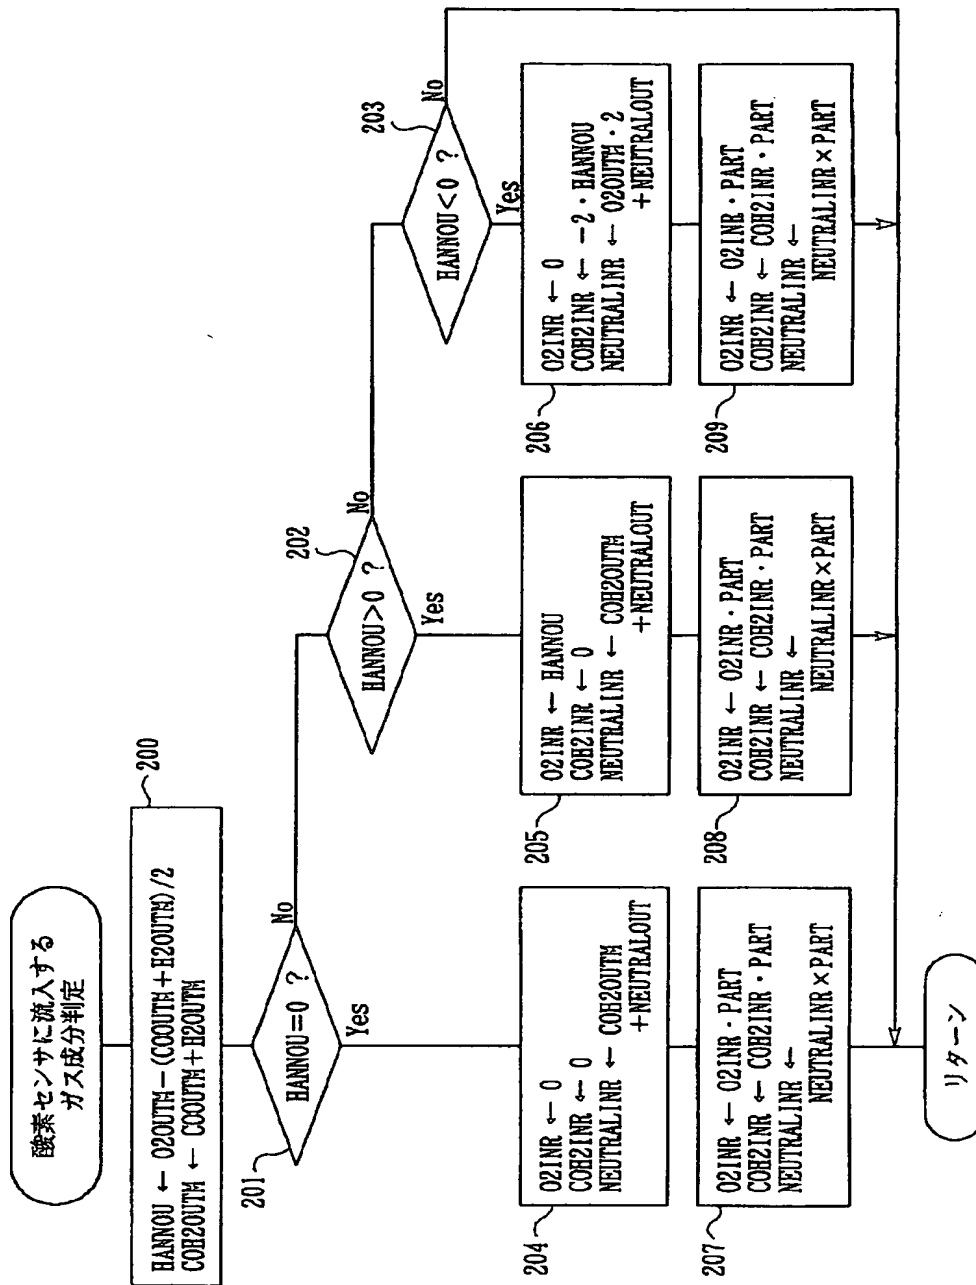 酸素センサに流入する
ガス成分判定
200
HANNOU ← O2OUTM-(COOUTM+H2OUTM)/2
COH2OUTM ← COOUTM+H2OUTM
201
HANNOU=0 ?
No
Yes
202
HANNOU>0 ?
No
Yes
203
HANNOU<0 ?
No
Yes
204
O2INR ← 0
COH2INR ← 0
NEUTRALINR ← COH2OUTM
+NEUTRALOUT
205
O2INR ← HANNOU
COH2INR ← 0
NEUTRALINR ← COH2OUTM
+NEUTRALOUT
206
O2INR ← 0
COH2INR ← -2・HANNOU
NEUTRALINR ← O2OUTM・2
+NEUTRALOUT
207
O2INR ← O2INR・PART
COH2INR ← COH2INR・PART
NEUTRALINR ←
NEUTRALINR×PART
208
O2INR ← O2INR・PART
COH2INR ← COH2INR・PART
NEUTRALINR ←
NEUTRALINR×PART
209
O2INR ← O2INR・PART
COH2INR ← COH2INR・PART
NEUTRALINR ←
NEUTRALINR×PART
リターン